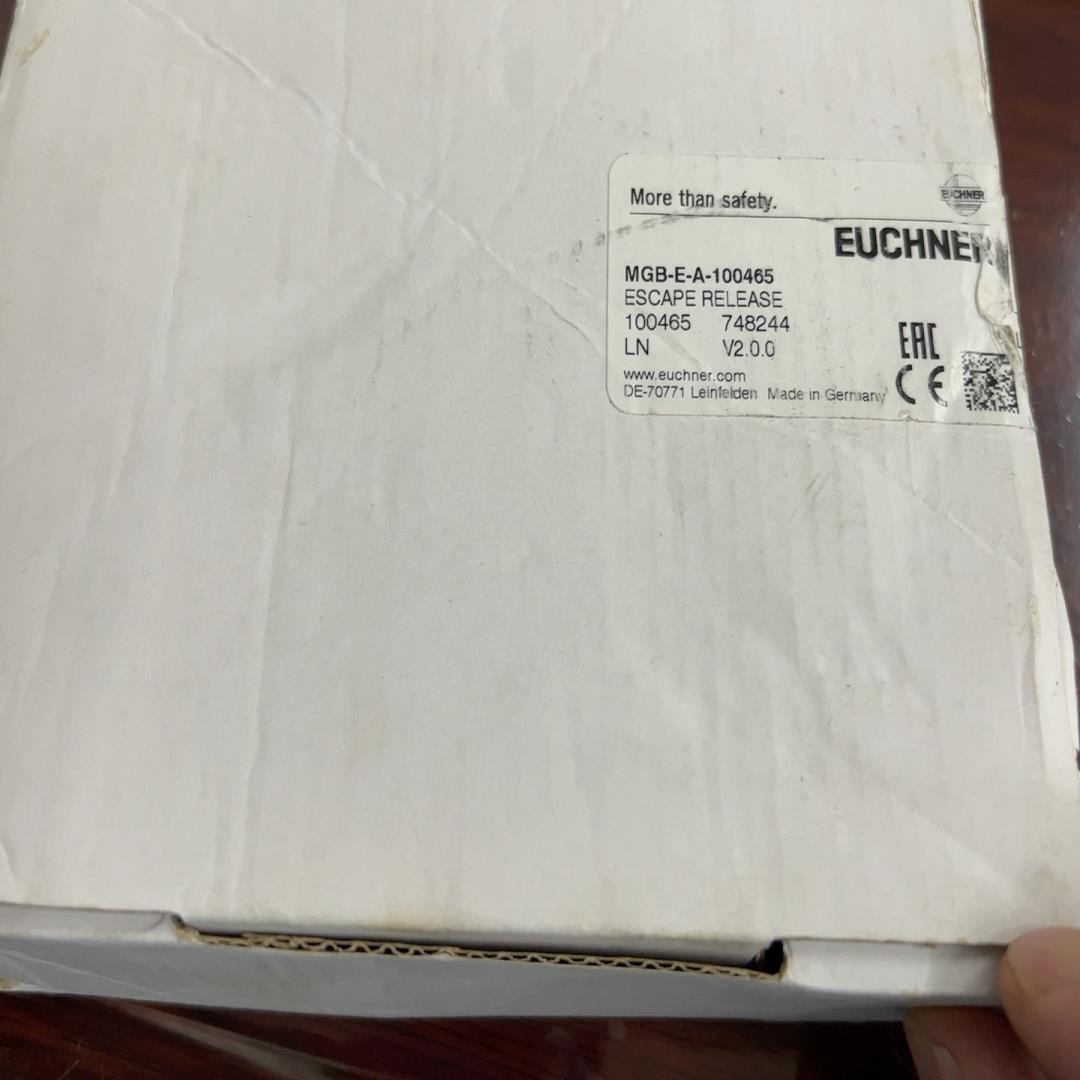 More than safety.
EUCHNER
EUCHNER
MGB-E-A-100465
ESCAPE RELEASE
100465 748244
LN V2.0.0
EAC
www.euchner.com
DE-70771 Leinfelden Made in Germany
CE